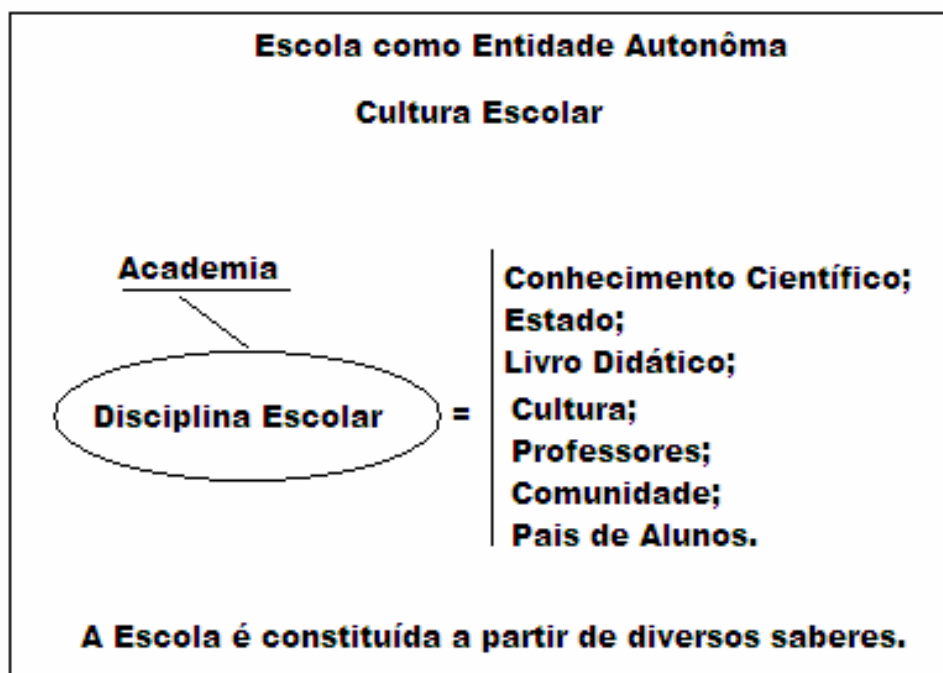 Escola como Entidade Autonôma
Cultura Escolar
Academia
Disciplina Escolar
=
Conhecimento Científico;
Estado;
Livro Didático;
Cultura;
Professores;
Comunidade;
Pais de Alunos.
A Escola é constituída a partir de diversos saberes.